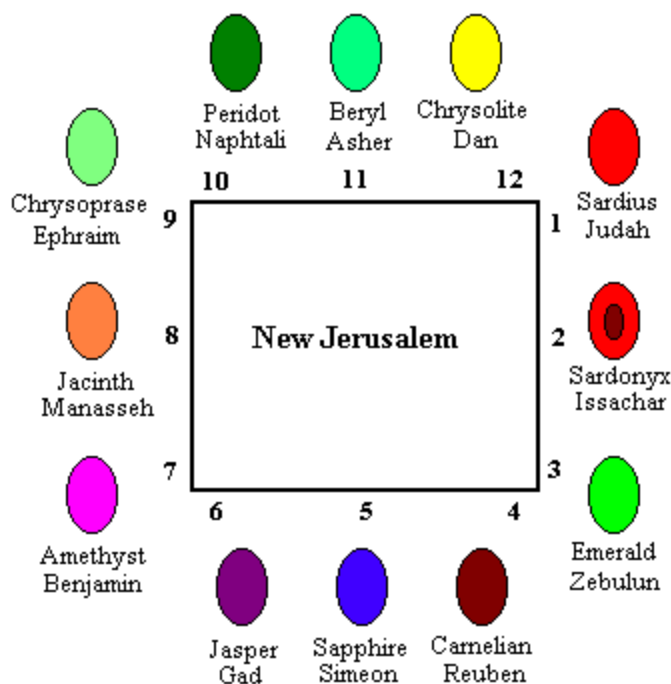 Peridot
Naphtali
Beryl
Asher
Chrysolite
Dan
10
11
12
Chrysoprase
Ephraim
9
1
Sardius
Judah
8
New Jerusalem
2
Jacinth
Manasseh
Sardonyx
Issachar
7
3
Amethyst
Benjamin
6
5
4
Emerald
Zebulun
Jasper
Gad
Sapphire
Simeon
Carnelian
Reuben